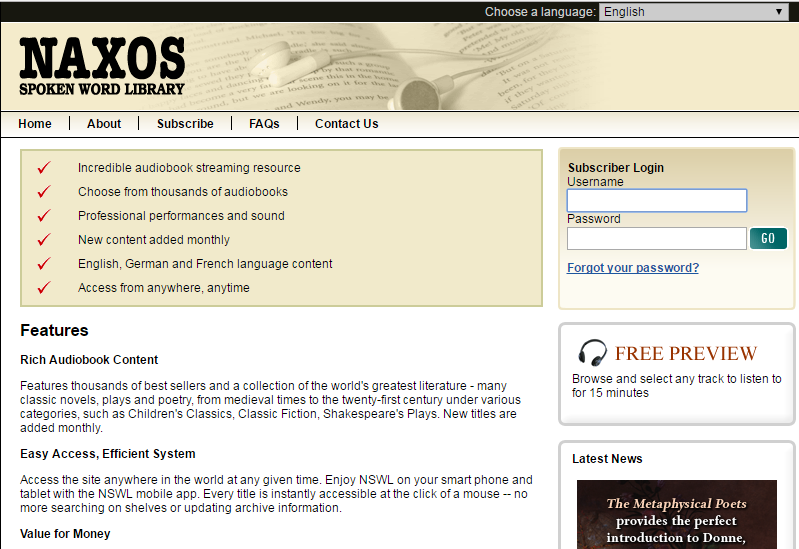 Choose a language: English
NAXOS
SPOKEN WORD LIBRARY
Home
About
Subscribe
FAQs
Contact Us
Incredible audiobook streaming resource
Choose from thousands of audiobooks
Professional performances and sound
New content added monthly
English, German and French language content
Access from anywhere, anytime
Features
Rich Audiobook Content
Features thousands of best sellers and a collection of the world's greatest literature - many
classic novels, plays and poetry, from medieval times to the twenty-first century under various
categories, such as Children's Classics, Classic Fiction, Shakespeare's Plays. New titles are
added monthly.
Easy Access, Efficient System
Access the site anywhere in the world at any given time. Enjoy NSWL on your smart phone and
tablet with the NSWL mobile app. Every title is instantly accessible at the click of a mouse -- no
more searching on shelves or updating archive information.
Value for Money
Subscriber Login
Username
Password
GO
Forgot your password?
FREE PREVIEW
Browse and select any track to listen to
for 15 minutes
Latest News
The Metaphysical Poets
provides the perfect
introduction to Donne,